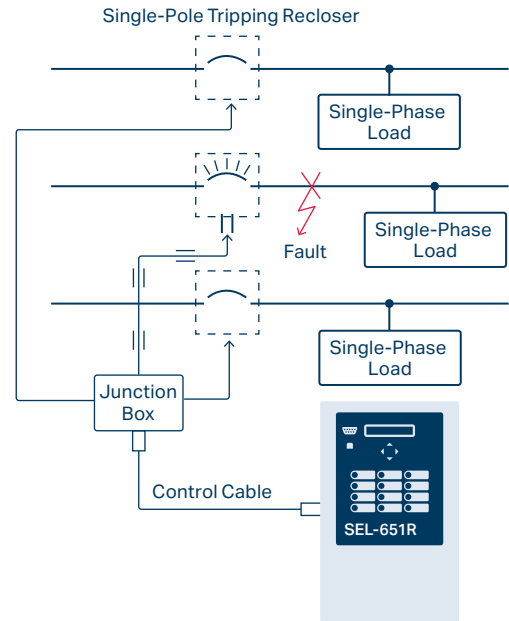 Single-Pole Tripping Recloser
Single-Phase
Load
Single-Phase
Load
Fault
Single-Phase
Load
Junction
Box
Control Cable
SEL-651R